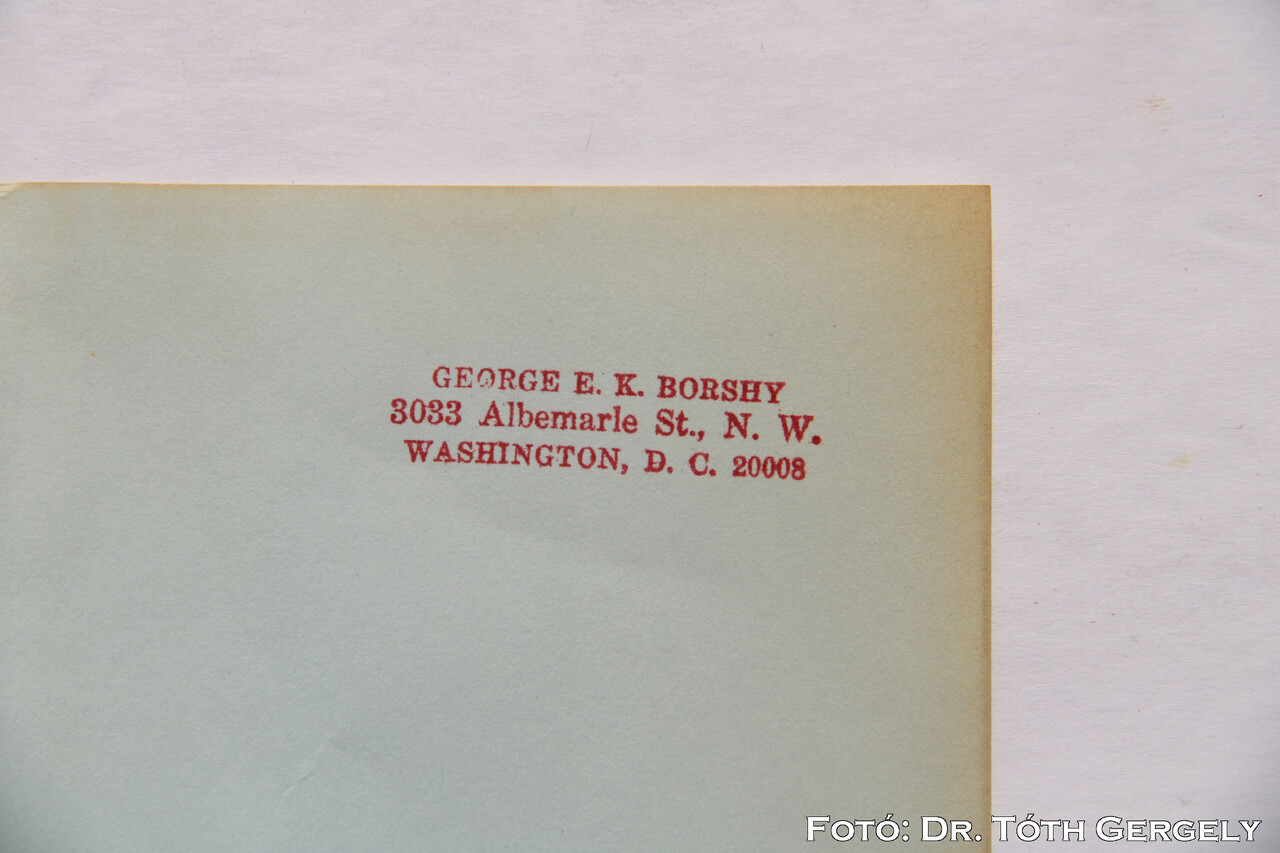 GEORGE E. K. BORSHY
3033 Albemarle St., N. W.
WASHINGTON, D. C. 20008
FOTÓ: DR. TÓTH GERGELY